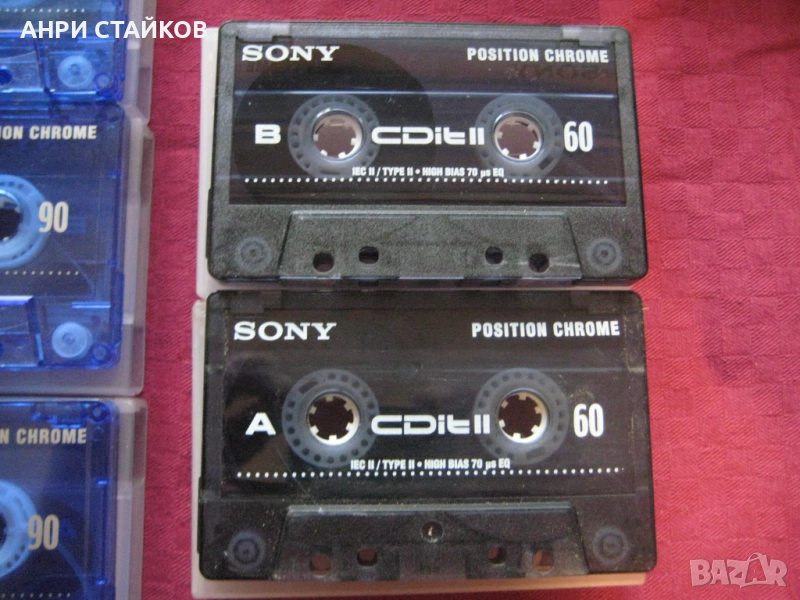 АНРИ СТАЙКОВ
SONY
POSITION CHROME
B
CDit II
60
IEC II / TYPE II • HIGH BIAS 70 µs EQ
SONY
POSITION CHROME
A
CDit II
60
IEC II / TYPE II • HIGH BIAS 70 µs EQ
CHROME
90
CHROME
90
BAZAR